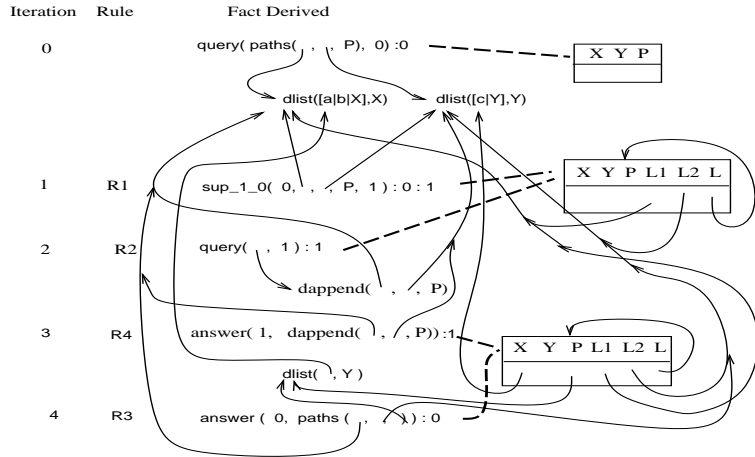 Iteration Rule Fact Derived
0 query( paths( , , P), 0) :0 X Y P
dlist([a|b|X],X) dlist([c|Y],Y)
X Y P L1 L2 L
1 R1 sup_1_0( 0, , , P, 1 ) : 0 : 1
2 R2 query( , 1 ) : 1
dappend( , , P)
3 R4 answer( 1, dappend( , , P)) :1
X Y P L1 L2 L
dlist( , Y )
4 R3 answer ( 0, paths ( , , ) ) : 0